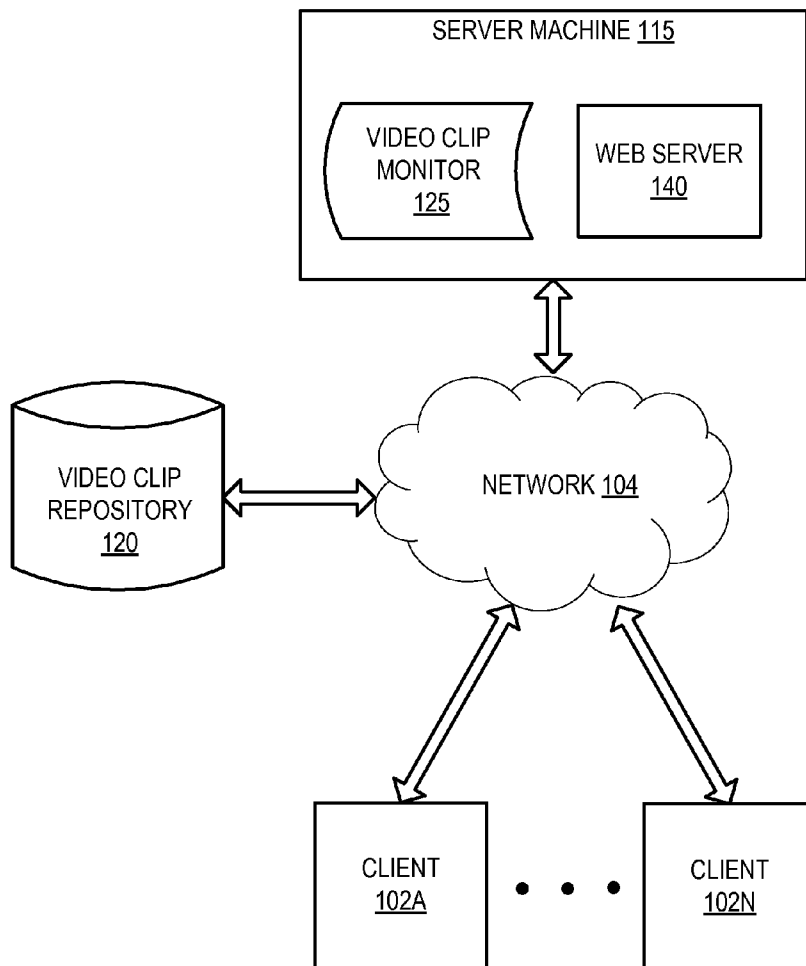 SERVER MACHINE 115
VIDEO CLIP
MONITOR
125
WEB SERVER
140
VIDEO CLIP
REPOSITORY
120
NETWORK 104
CLIENT
102A
CLIENT
102N